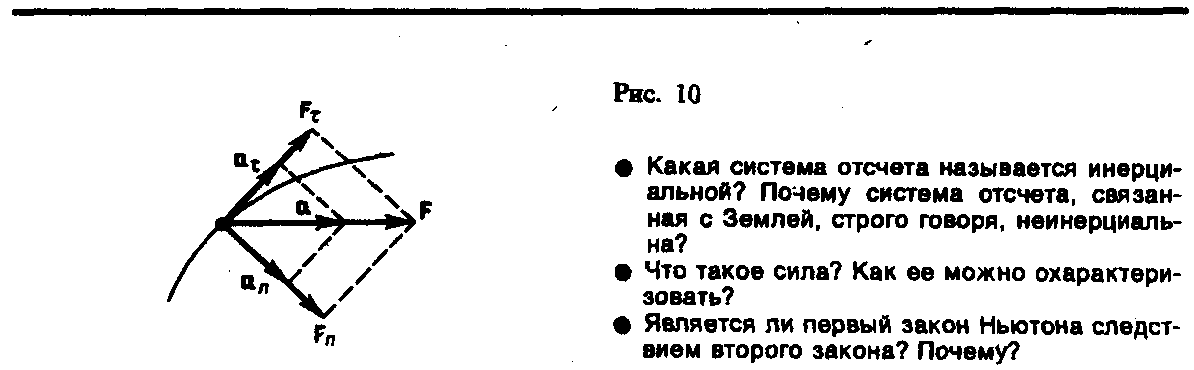 Fτ
aτ
a
F
aп
Fп
Рис. 10
● Какая система отсчета называется инерци-
альной? Почему система отсчета, связан-
ная с Землей, строго говоря, неинерциаль-
на?
● Что такое сила? Как ее можно охарактери-
зовать?
● Является ли первый закон Ньютона следст-
вием второго закона? Почему?